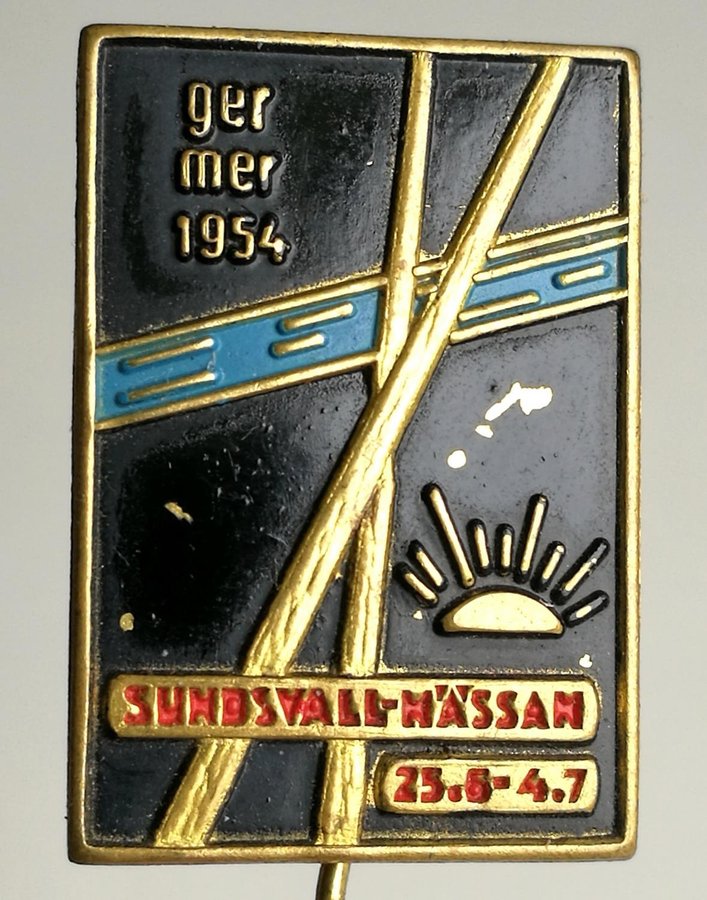 ger
mer
1954
SUNDSVALL-MÄSSAN
25.6-4.7